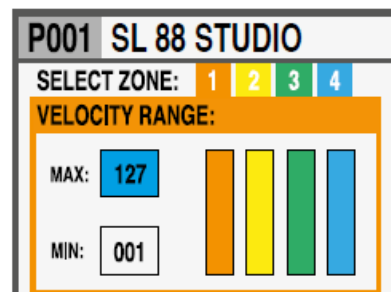 P001 SL 88 STUDIO
SELECT ZONE: 1 2 3 4
VELOCITY RANGE:
MAX: 127
MIN: 001